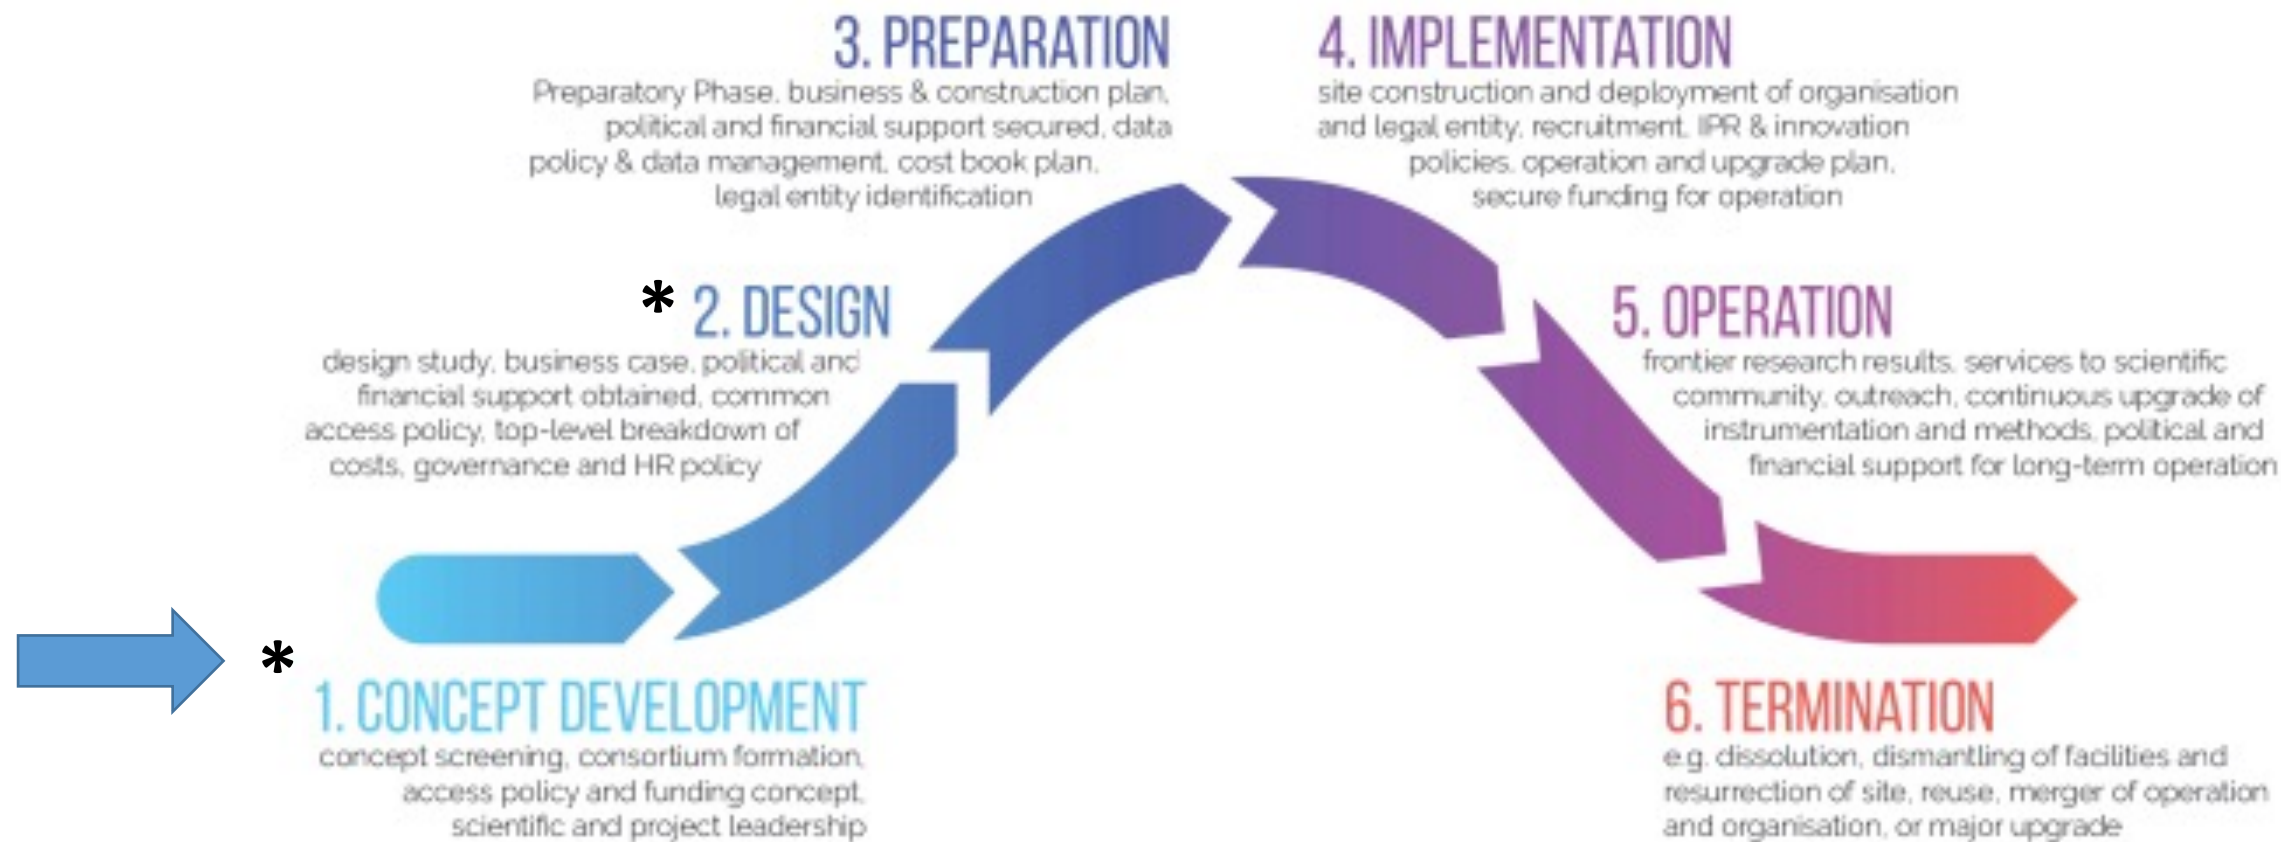 3. PREPARATION
Preparatory Phase, business & construction plan,
political and financial support secured, data
policy & data management, cost book plan,
legal entity identification
4. IMPLEMENTATION
site construction and deployment of organisation
and legal entity, recruitment, IPR & innovation
policies, operation and upgrade plan,
secure funding for operation
* 2. DESIGN
design study, business case, political and
financial support obtained, common
access policy, top-level breakdown of
costs, governance and HR policy
5. OPERATION
frontier research results, services to scientific
community, outreach, continuous upgrade of
instrumentation and methods, political and
financial support for long-term operation
*
1. CONCEPT DEVELOPMENT
concept screening, consortium formation,
access policy and funding concept,
scientific and project leadership
6. TERMINATION
e.g. dissolution, dismantling of facilities and
resurrection of site, reuse, merger of operation
and organisation, or major upgrade